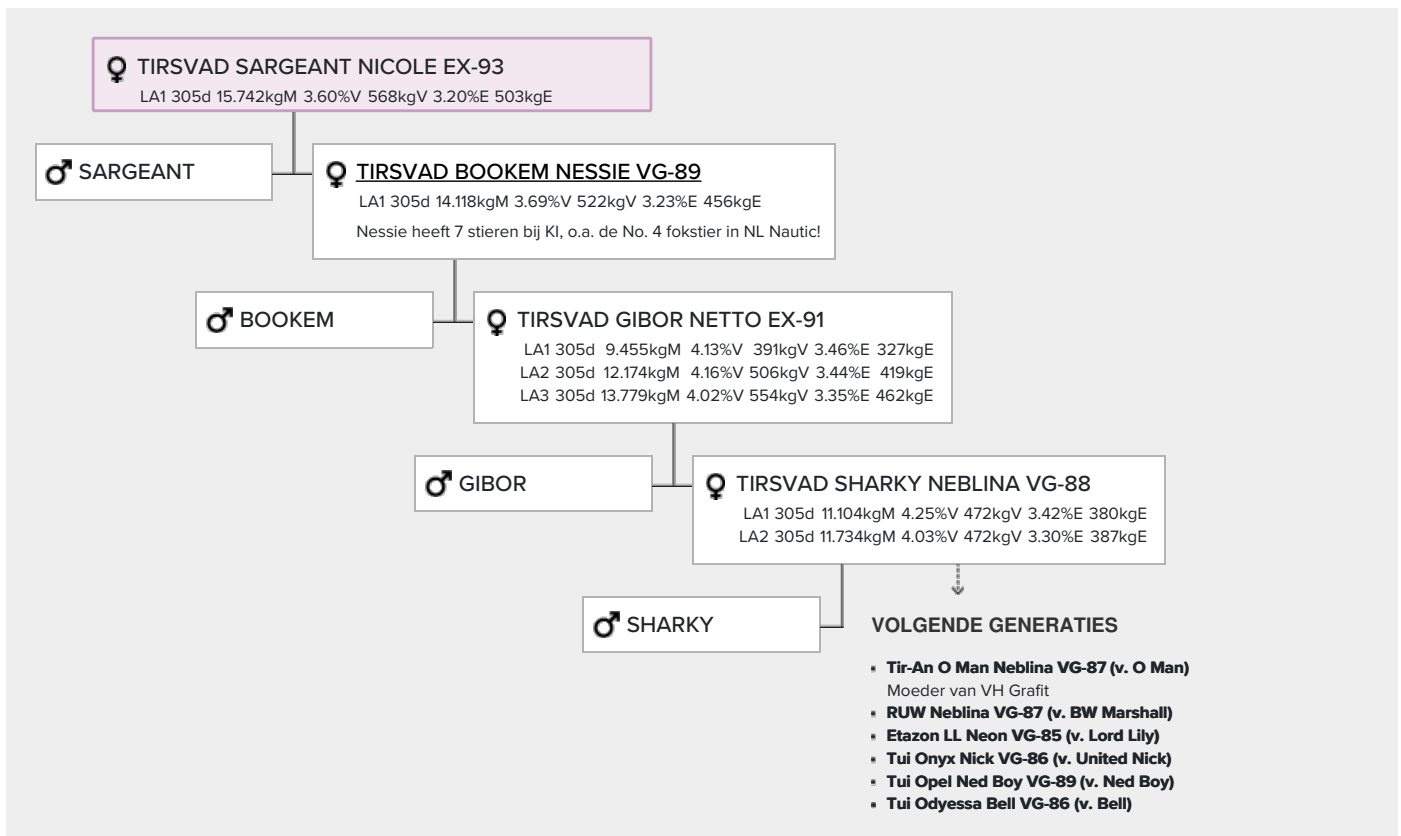 TIRSVAD SARGEANT NICOLE EX-93
LA1 305d 15.742kgM 3.60%V 568kgV 3.20%E 503kgE
SARGEANT
TIRSVAD BOOKEM NESSIE VG-89
LA1 305d 14.118kgM 3.69%V 522kgV 3.23%E 456kgE
Nessie heeft 7 stieren bij KI, o.a. de No. 4 fokstier in NL Nautic!
BOOKEM
TIRSVAD GIBOR NETTO EX-91
LA1 305d 9.455kgM 4.13%V 391kgV 3.46%E 327kgE
LA2 305d 12.174kgM 4.16%V 506kgV 3.44%E 419kgE
LA3 305d 13.779kgM 4.02%V 554kgV 3.35%E 462kgE
GIBOR
TIRSVAD SHARKY NEBLINA VG-88
LA1 305d 11.104kgM 4.25%V 472kgV 3.42%E 380kgE
LA2 305d 11.734kgM 4.03%V 472kgV 3.30%E 387kgE
SHARKY
VOLGENDE GENERATIES
▪ Tir-An O Man Neblina VG-87 (v. O Man)
Moeder van VH Grafit
▪ RUW Neblina VG-87 (v. BW Marshall)
▪ Etazon LL Neon VG-85 (v. Lord Lily)
▪ Tui Onyx Nick VG-86 (v. United Nick)
▪ Tui Opel Ned Boy VG-89 (v. Ned Boy)
▪ Tui Odyessa Bell VG-86 (v. Bell)